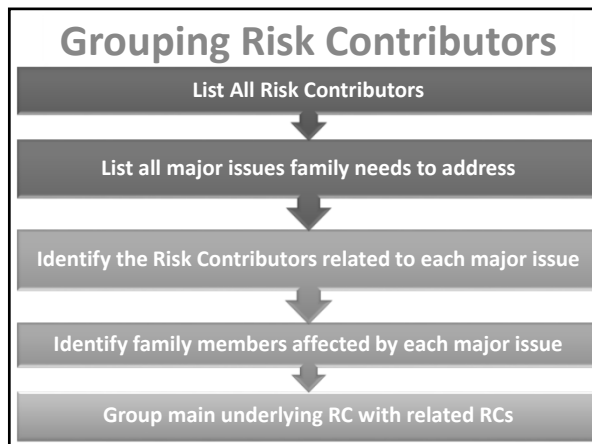 Grouping Risk Contributors
List All Risk Contributors
List all major issues family needs to address
Identify the Risk Contributors related to each major issue
Identify family members affected by each major issue
Group main underlying RC with related RCs